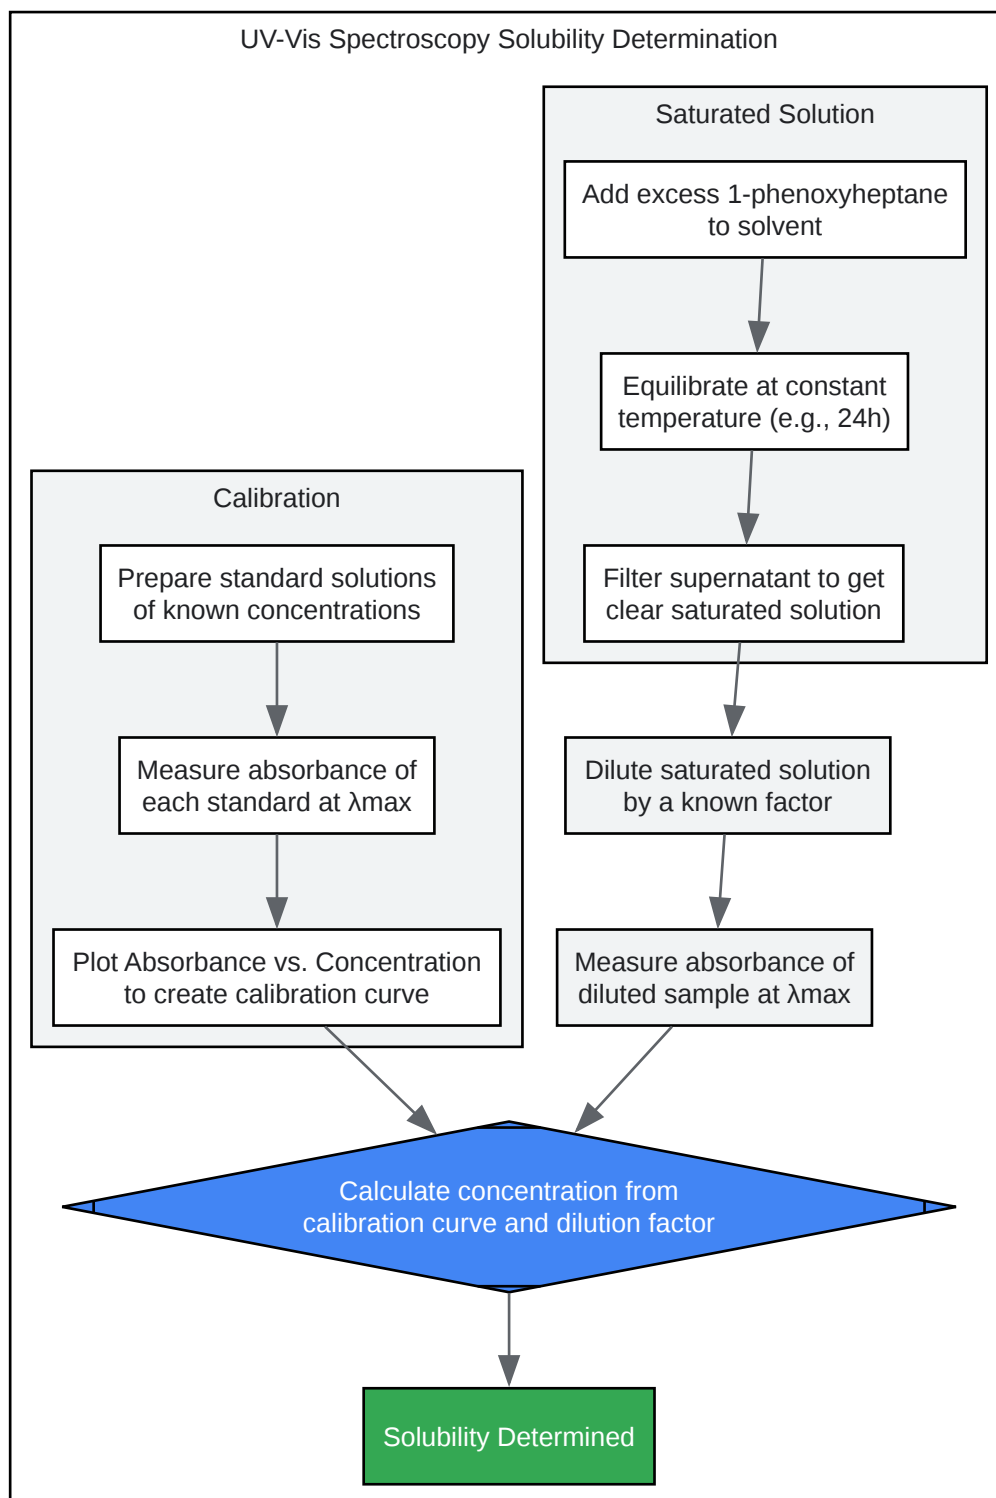 UV-Vis Spectroscopy Solubility Determination
Saturated Solution
Add excess 1-phenoxyheptane
to solvent
Equilibrate at constant
temperature (e.g., 24h)
Filter supernatant to get
clear saturated solution
Calibration
Prepare standard solutions
of known concentrations
Measure absorbance of
each standard at λmax
Plot Absorbance vs. Concentration
to create calibration curve
Dilute saturated solution
by a known factor
Measure absorbance of
diluted sample at λmax
Calculate concentration from
calibration curve and dilution factor
Solubility Determined